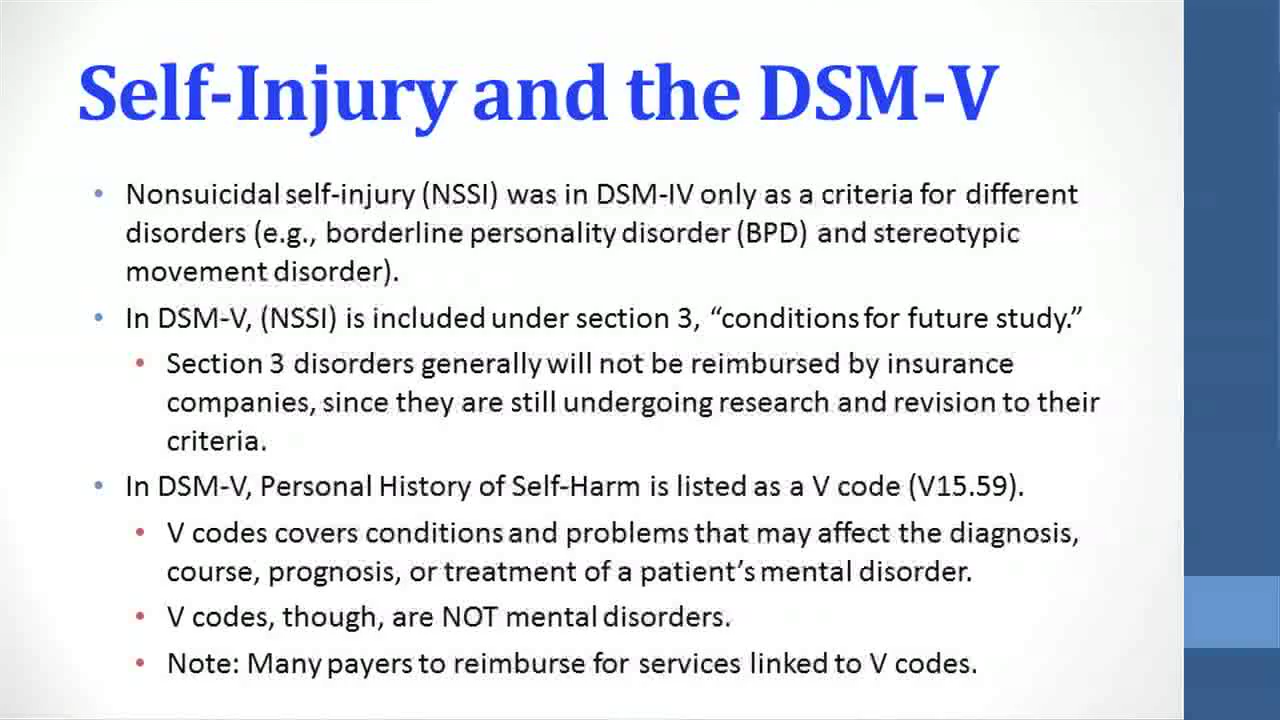 Self-Injury and the DSM-V
• Nonsuicidal self-injury (NSSI) was in DSM-IV only as a criteria for different
disorders (e.g., borderline personality disorder (BPD) and stereotypic
movement disorder).
• In DSM-V, (NSSI) is included under section 3, “conditions for future study.”
• Section 3 disorders generally will not be reimbursed by insurance
companies, since they are still undergoing research and revision to their
criteria.
• In DSM-V, Personal History of Self-Harm is listed as a V code (V15.59).
• V codes covers conditions and problems that may affect the diagnosis,
course, prognosis, or treatment of a patient’s mental disorder.
• V codes, though, are NOT mental disorders.
• Note: Many payers to reimburse for services linked to V codes.